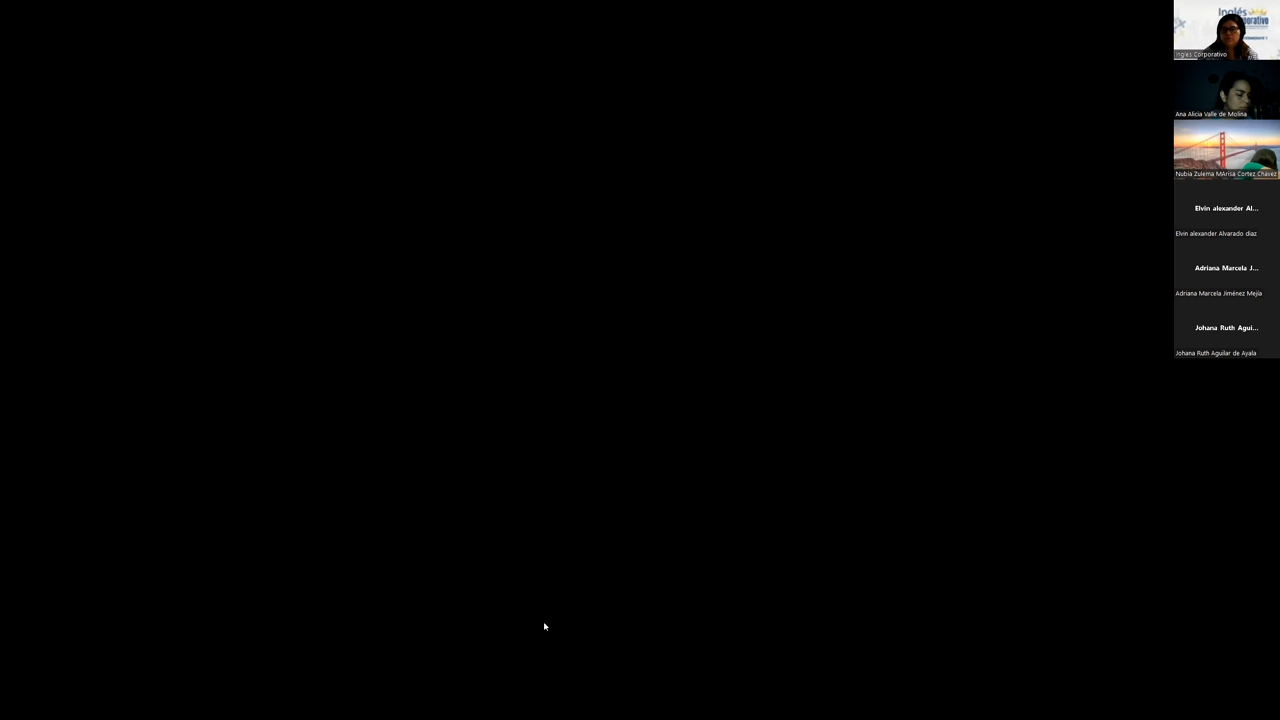 Inglés
Inglés Corporativo
Ana Alicia Valle de Molina
Nubia Zulema MArisa Cortez Chavez
Elvin alexander Al...
Elvin alexander Alvarado diaz
Adriana Marcela J...
Adriana Marcela Jiménez Mejía
Johana Ruth Agui...
Johana Ruth Aguilar de Ayala